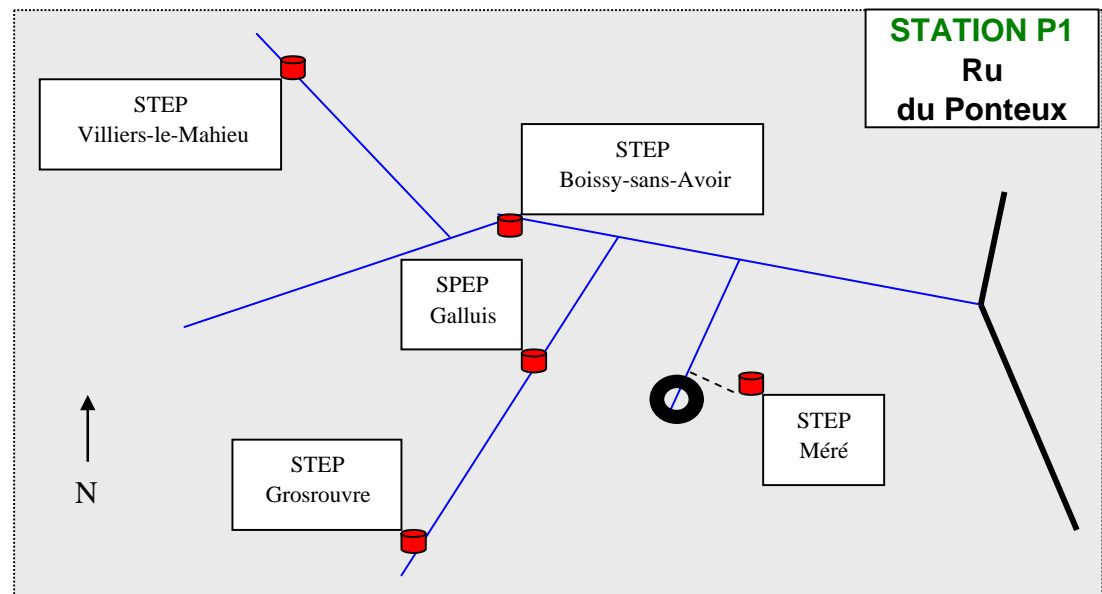 STATION P1
Ru
du Ponteux
STEP
Villiers-le-Mahieu
STEP
Boissy-sans-Avoir
SPEP
Galluis
STEP
Méré
STEP
Grosrouvre
N